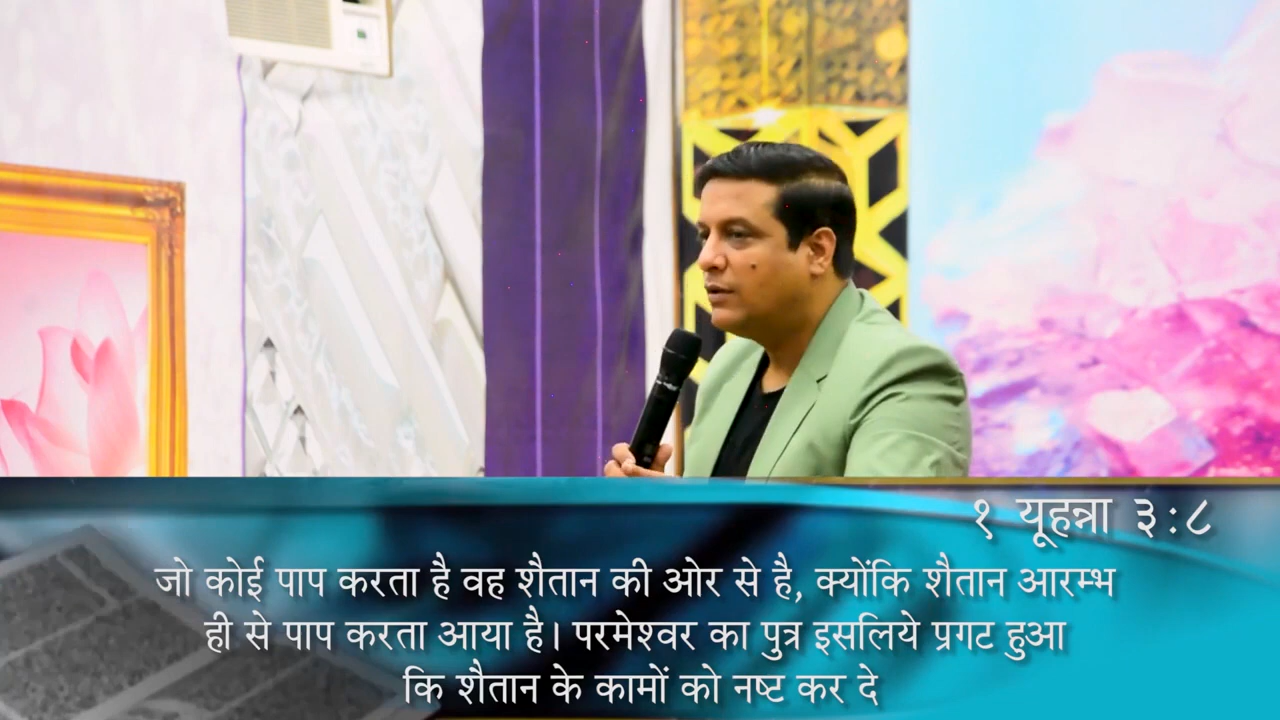 १ यूहन्ना ३:८
जो कोई पाप करता है वह शैतान की ओर से है, क्योंकि शैतान आरम्भ
ही से पाप करता आया है। परमेश्वर का पुत्र इसलिये प्रगट हुआ
कि शैतान के कामों को नष्ट कर दे